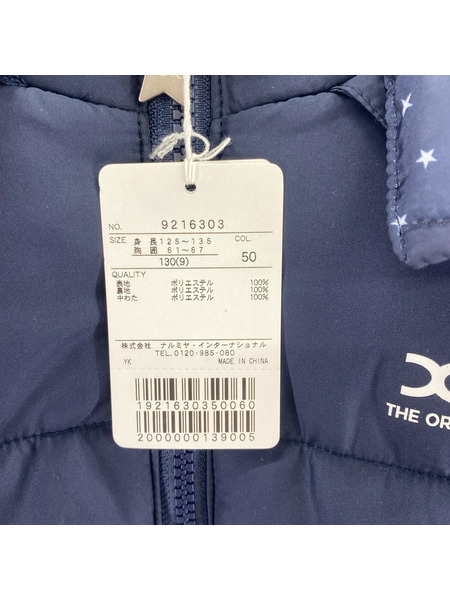 NO. 9216303
SIZE 身 長 125〜135 COL.
胸 囲 61〜67
130(9) 50
QUALITY
表地 ポリエステル 100%
裏地 ポリエステル 100%
中わた ポリエステル 100%
株式会社 ナルミヤ・インターナショナル
TEL.0120-985-080
YK MADE IN CHINA
1921630350060
2000000139005
THE OR